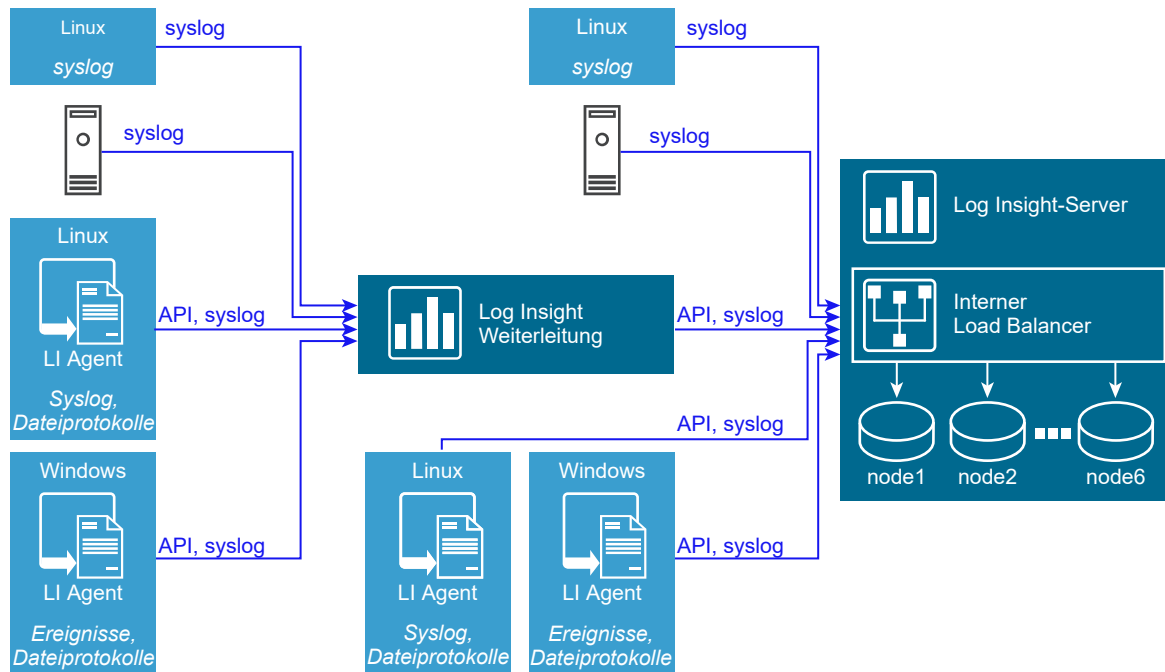 Linux
syslog
syslog
syslog
Linux
LI Agent
Syslog,
Dateiprotokolle
API, syslog
Windows
LI Agent
Ereignisse,
Dateiprotokolle
API, syslog
Log Insight
Weiterleitung
API, syslog
Linux
syslog
syslog
syslog
Linux
LI Agent
Syslog,
Dateiprotokolle
API, syslog
Windows
LI Agent
Ereignisse,
Dateiprotokolle
API, syslog
Log Insight-Server
Interner
Load Balancer
node1
node2
node6